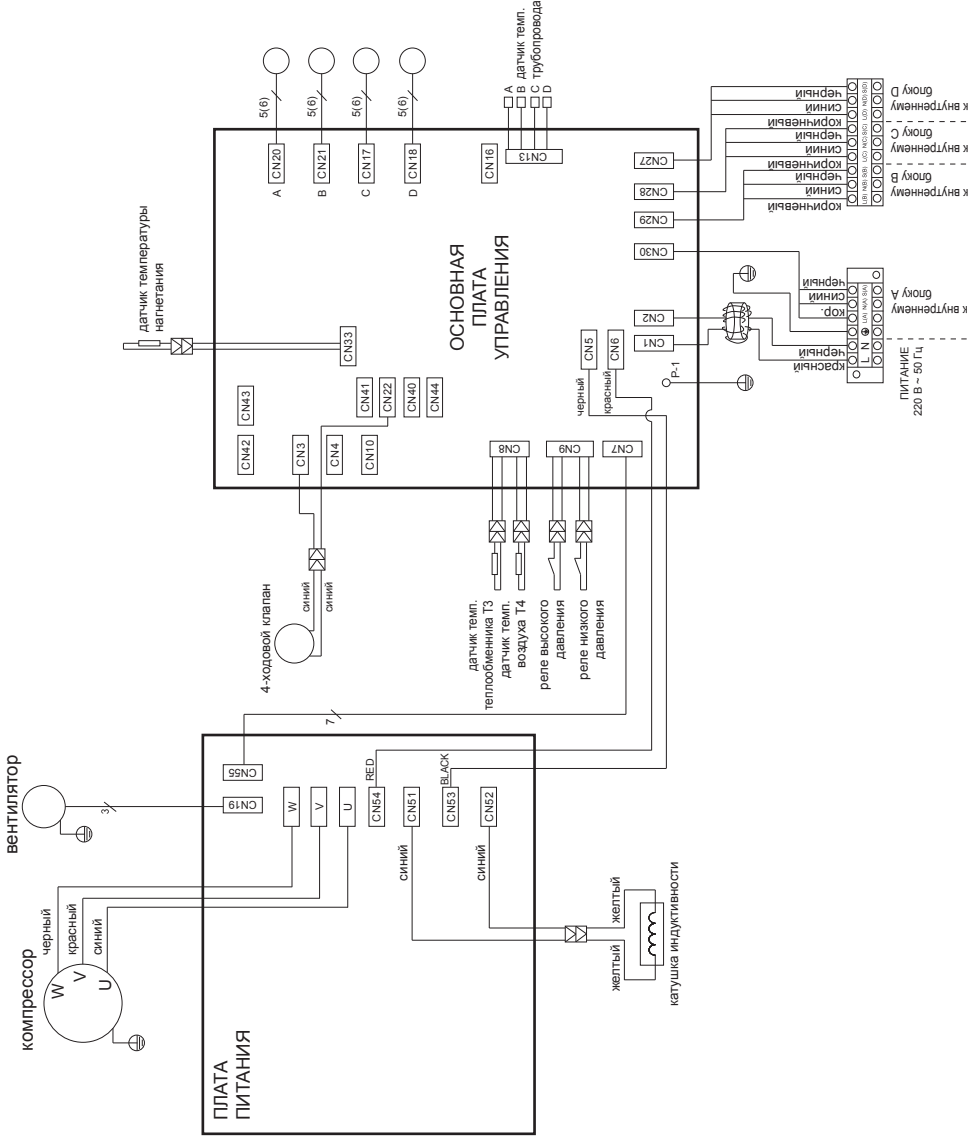 компрессор
W
V
U
черный
красный
синий
вентилятор
3
ПЛАТА
ПИТАНИЯ
CN19
CN55
W
V
U
CN54
RED
CN51
CN53
BLACK
CN52
синий
синий
желтый
желтый
катушка индуктивности
7
4-ходовой клапан
синий
синий
датчик темп.
теплообменника Т3
датчик темп.
воздуха Т4
реле высокого
давления
реле низкого
давления
датчик температуры
нагнетания
ОСНОВНАЯ
ПЛАТА
УПРАВЛЕНИЯ
CN42
CN43
CN3
CN4
CN10
CN41
CN22
CN40
CN44
CN33
CN8
CN9
CN7
CN5
CN6
черный
красный
P-1
CN1
CN2
CN30
CN29
CN28
CN27
CN16
CN13
A
B
C
D
датчик темп.
трубопровода
CN20
CN21
CN17
CN18
A
B
C
D
5(6)
5(6)
5(6)
5(6)
красный
черный
кор.
синий
черный
L
N
L(A)
N(A)
S(A)
ПИТАНИЕ
220 В ~ 50 Гц
к внутреннему
блоку A
коричневый
синий
черный
коричневый
синий
черный
коричневый
синий
черный
L(B) N(B) S(B)
L(C) N(C) S(C)
L(D) N(D) S(D)
к внутреннему
блоку B
к внутреннему
блоку C
к внутреннему
блоку D